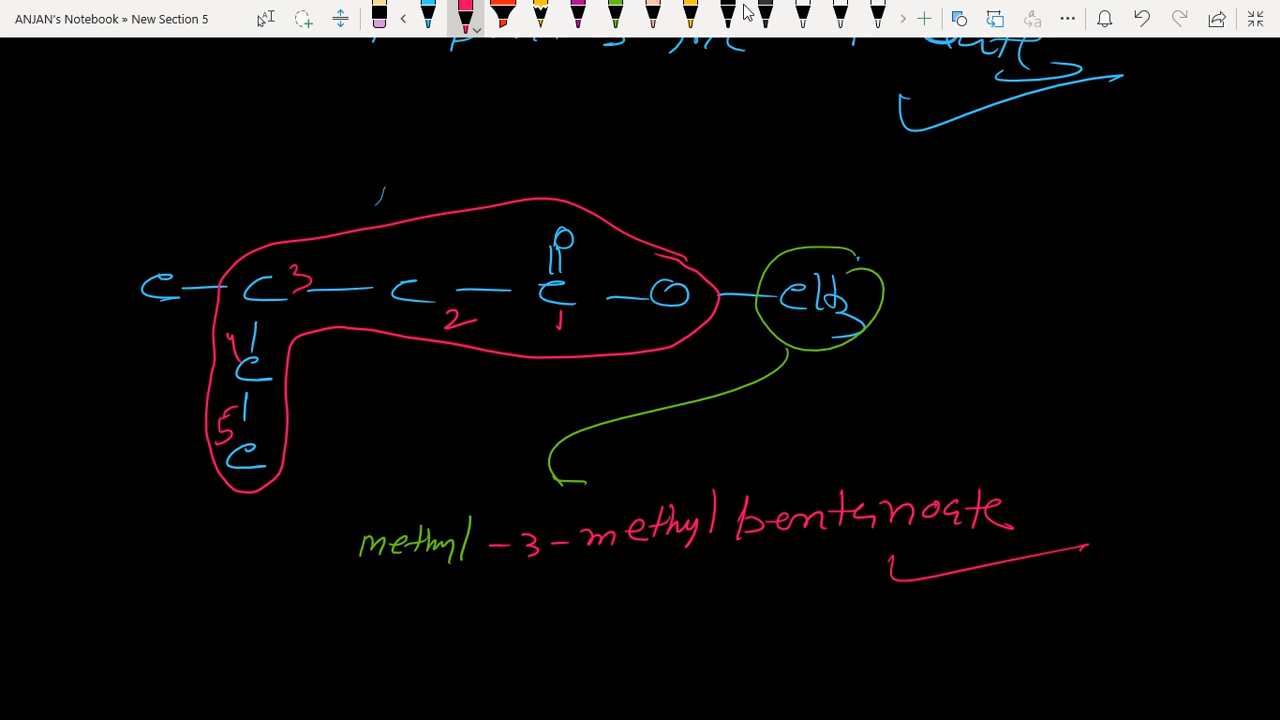 ANJAN's Notebook » New Section 5
O
C — C 3 — C — C — O — CH3
2 1
4 C
5
C
methyl - 3 - methyl pentanoate